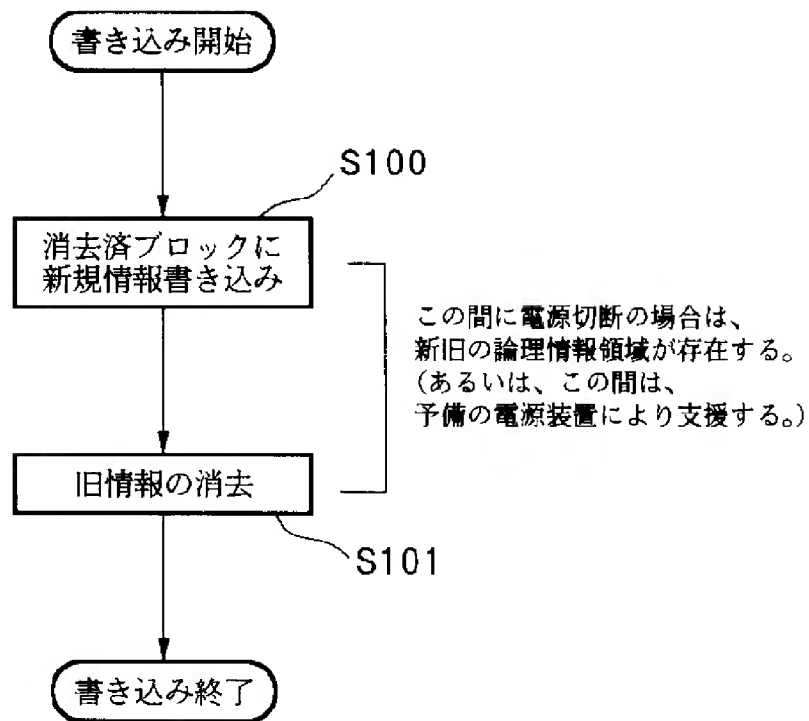 書き込み開始
S100
消去済ブロックに
新規情報書き込み
この間に電源切断の場合は、
新旧の論理情報領域が存在する。
（あるいは、この間は、
予備の電源装置により支援する。）
旧情報の消去
S101
書き込み終了